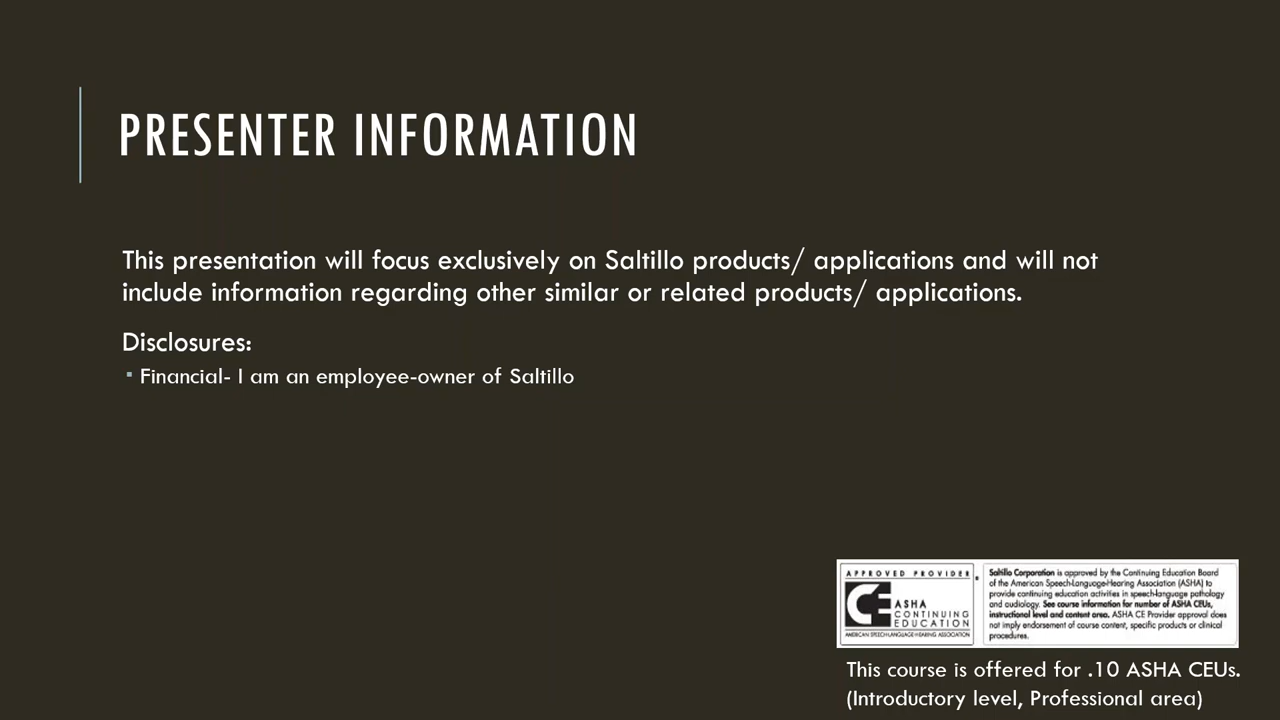 PRESENTER INFORMATION
This presentation will focus exclusively on Saltillo products/ applications and will not
include information regarding other similar or related products/ applications.
Disclosures:
Financial- I am an employee-owner of Saltillo
APPROVED PROVIDER
CE ASHA
CONTINUING
EDUCATION
AMERICAN SPEECH-LANGUAGE-HEARING ASSOCIATION
Saltillo Corporation is approved by the Continuing Education Board
of the American Speech-Language-Hearing Association (ASHA) to
provide continuing education activities in speech-language pathology
and audiology. See course information for number of ASHA CEUs,
instructional level and content area. ASHA CE Provider approval does
not imply endorsement of course content, specific products or clinical
procedures.
This course is offered for .10 ASHA CEUs.
(Introductory level, Professional area)